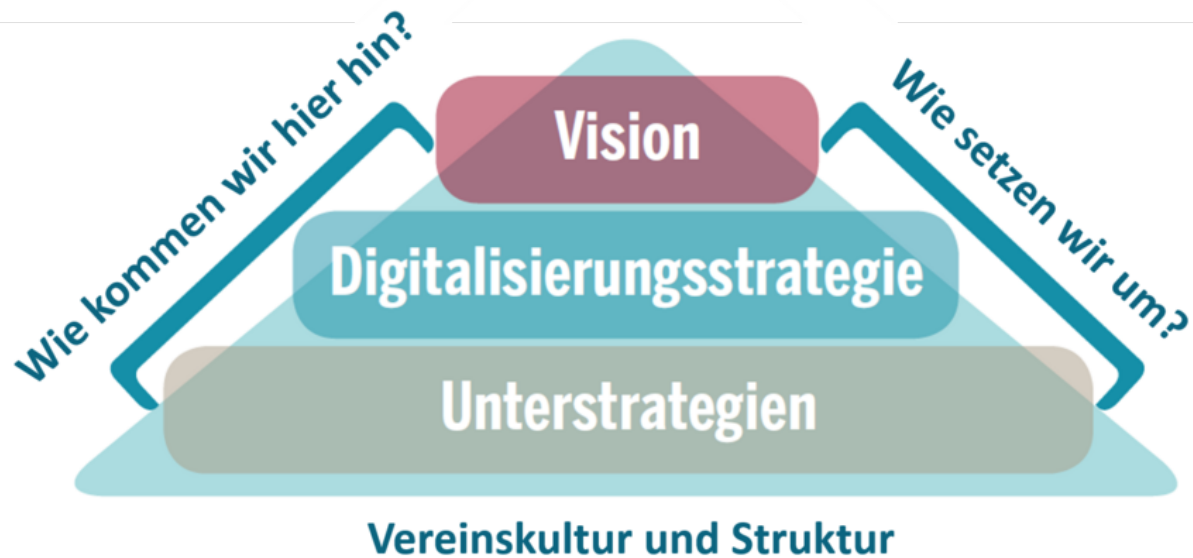 Wie kommen wir hier hin?
Wie setzen wir um?
Vision
Digitalisierungsstrategie
Unterstrategien
Vereinskultur und Struktur